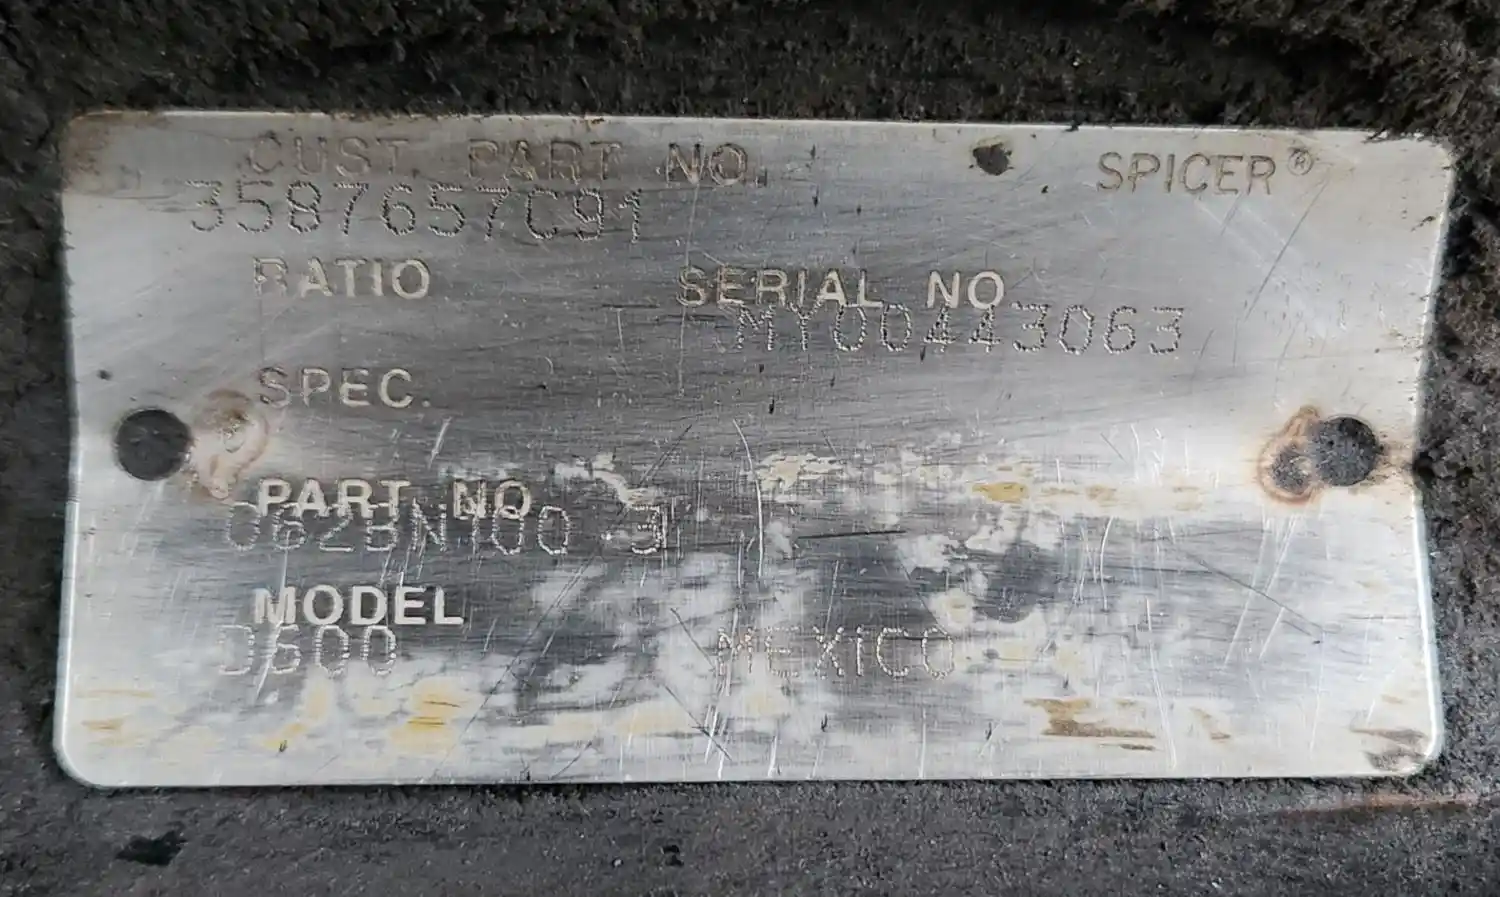 CUST. PART NO.
SPICER®
3587657C91
RATIO
SERIAL NO
MY00443063
SPEC.
PART NO
062BN100 3
MODEL
D600
MEXICO